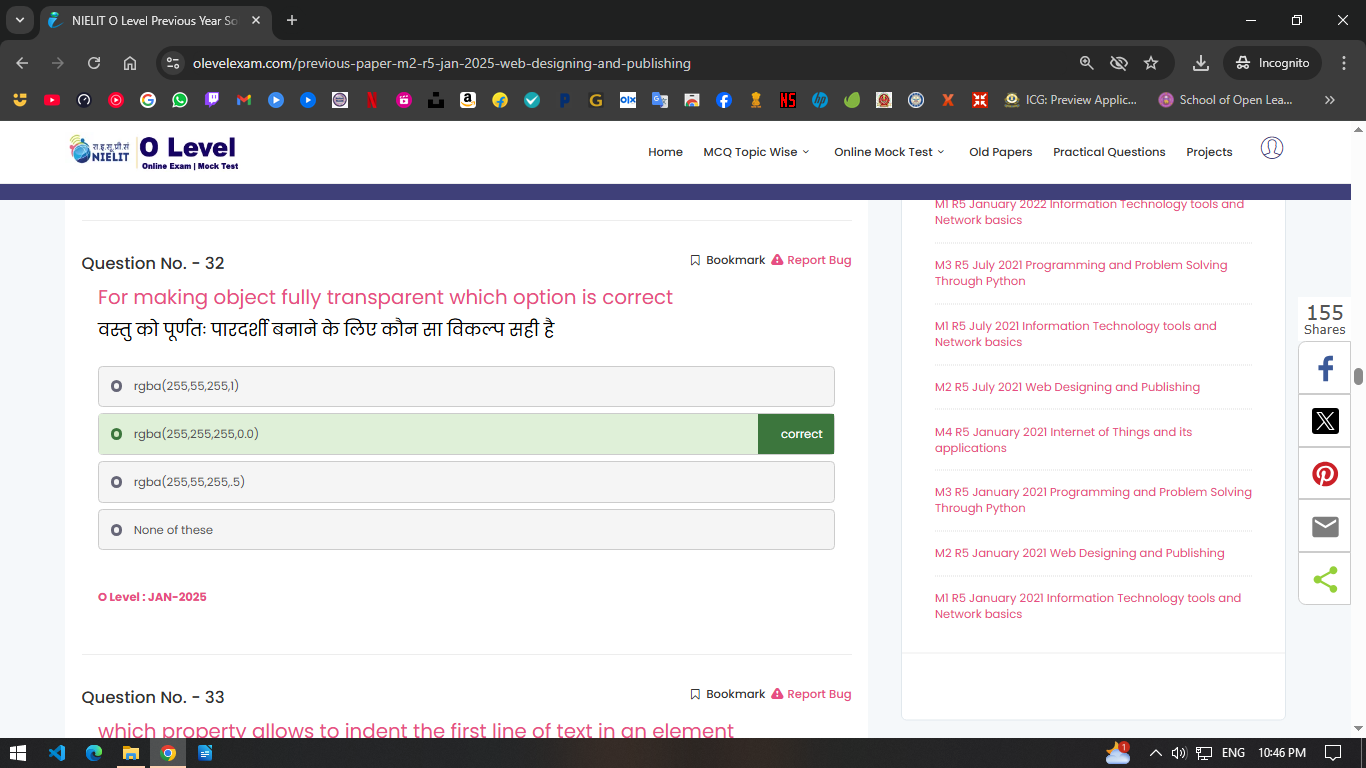 NIELIT O Level Previous Year So
olevelexam.com/previous-paper-m2-r5-jan-2025-web-designing-and-publishing
Incognito
ICG: Preview Applic...
School of Open Lea...
NIELIT
O Level
Online Exam | Mock Test
Home
MCQ Topic Wise
Online Mock Test
Old Papers
Practical Questions
Projects
Question No. - 32
Bookmark
Report Bug
For making object fully transparent which option is correct
वस्तु को पूर्णतः पारदर्शी बनाने के लिए कौन सा विकल्प सही है
rgba(255,55,255,1)
rgba(255,255,255,0.0)
correct
rgba(255,55,255,.5)
None of these
O Level : JAN-2025
Question No. - 33
Bookmark
Report Bug
which property allows to indent the first line of text in an element
M1 R5 January 2022 Information Technology tools and
Network basics
M3 R5 July 2021 Programming and Problem Solving
Through Python
M1 R5 July 2021 Information Technology tools and
Network basics
M2 R5 July 2021 Web Designing and Publishing
M4 R5 January 2021 Internet of Things and its
applications
M3 R5 January 2021 Programming and Problem Solving
Through Python
M2 R5 January 2021 Web Designing and Publishing
M1 R5 January 2021 Information Technology tools and
Network basics
155
Shares
1
ENG
10:46 PM